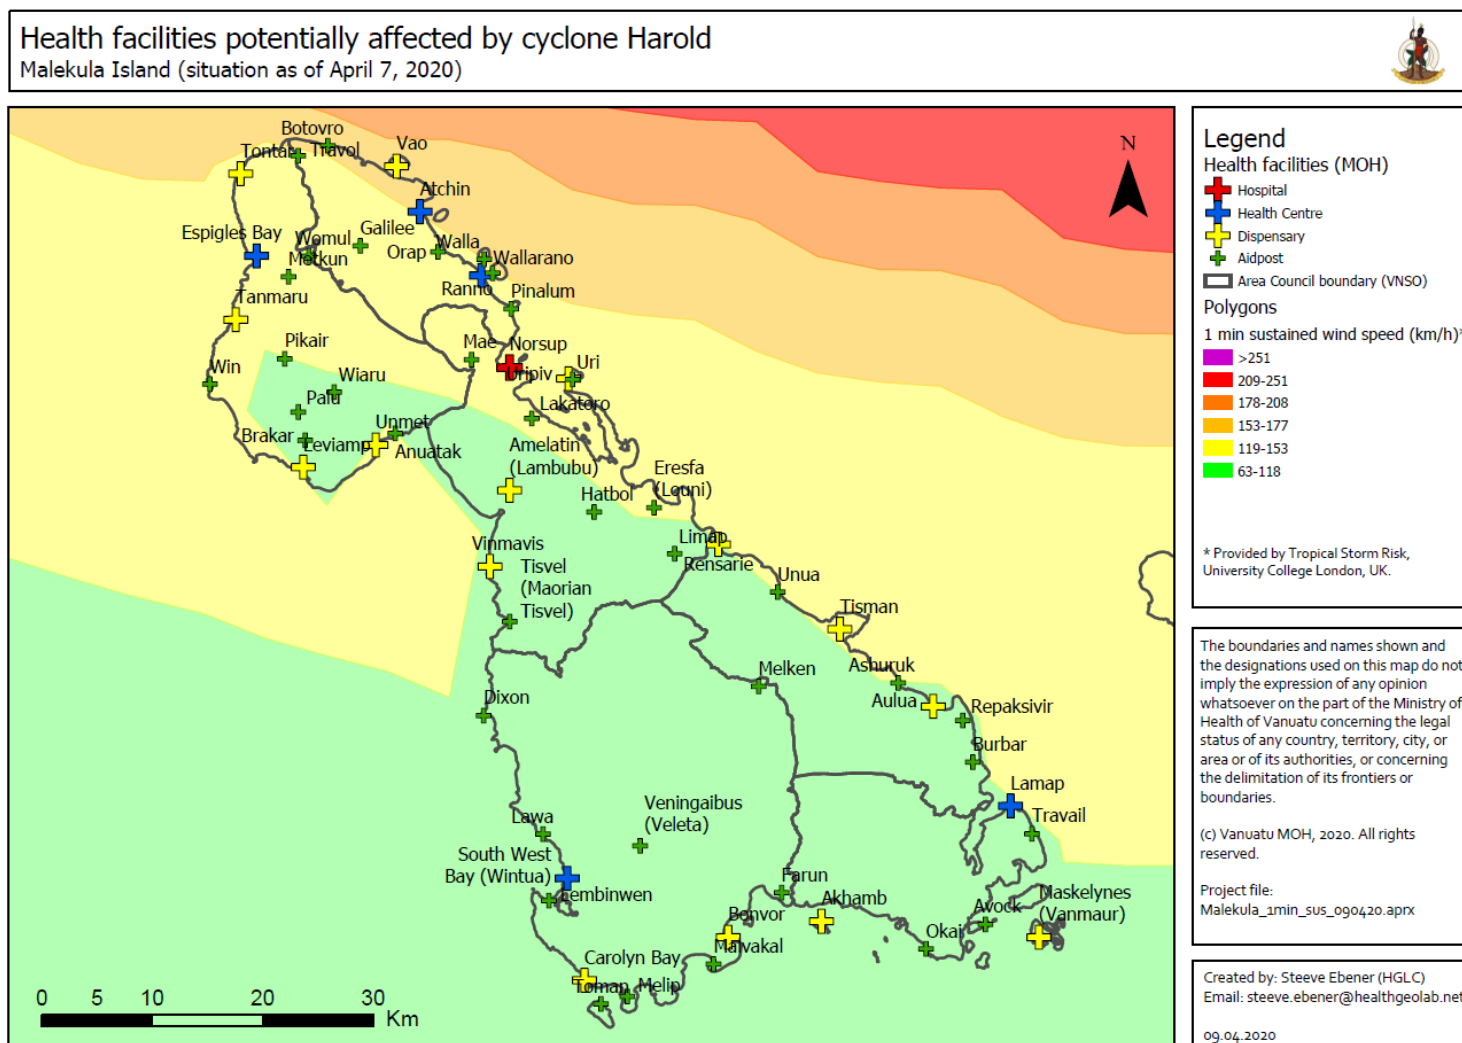 Health facilities potentially affected by cyclone Harold
Malekula Island (situation as of April 7, 2020)
Botovro
Tontar
Travol
Vao
Atchin
Espigles Bay
Womul
Metkun
Galilee
Orap
Walla
Wallarano
Ranno
Pinalum
Tanmaru
Pikair
Win
Wiaru
Palu
Mae
Norsup
Uripiv
Uri
Lakatoro
Brakar
Leviamp
Unmet
Anuatak
Amelatin
(Lambubu)
Hatbol
Eresfa
(Louni)
Vinmavis
Tisvel
(Maorian
Tisvel)
Limap
Rensarie
Unua
Tisman
Melken
Ashuruk
Aulua
Repaksivir
Burbar
Dixon
Lamap
Travail
Lawa
Veningaibus
(Veleta)
South West
Bay (Wintua)
Lembinwen
Farun
Akhamb
Benvor
Malvakal
Avock
Okai
Maskelynes
(Vanmaur)
Carolyn Bay
Toman
Melip
0 5 10 20 30
Km
N
Legend
Health facilities (MOH)
Hospital
Health Centre
Dispensary
Aidpost
Area Council boundary (VNSO)
Polygons
1 min sustained wind speed (km/h)*
>251
209-251
178-208
153-177
119-153
63-118
* Provided by Tropical Storm Risk,
University College London, UK.
The boundaries and names shown and
the designations used on this map do not
imply the expression of any opinion
whatsoever on the part of the Ministry of
Health of Vanuatu concerning the legal
status of any country, territory, city, or
area or of its authorities, or concerning
the delimitation of its frontiers or
boundaries.
(c) Vanuatu MOH, 2020. All rights
reserved.
Project file:
Malekula_1min_sus_090420.aprx
Created by: Steeve Ebener (HGLC)
Email: steeve.ebener@healthgeolab.net
09.04.2020